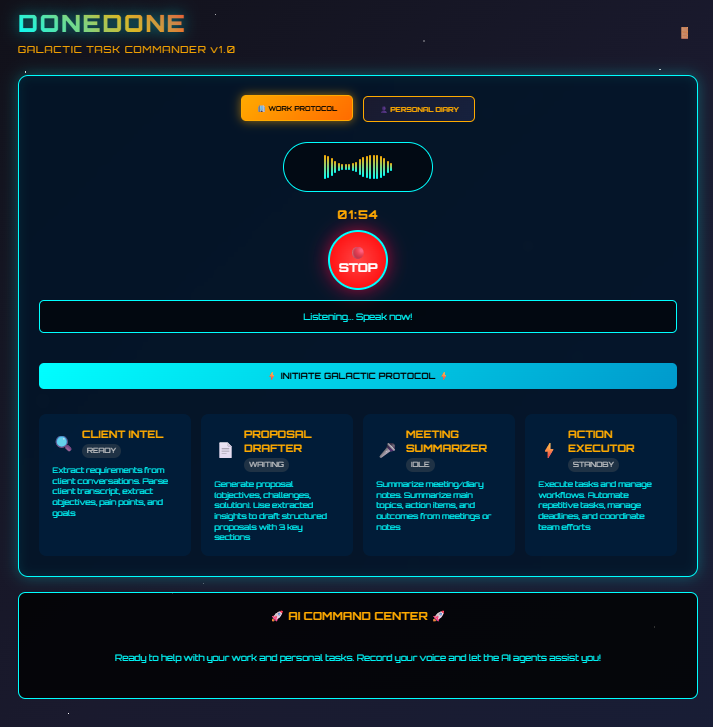 DONEDONE
GALACTIC TASK COMMANDER v1.0
WORK PROTOCOL
PERSONAL DIARY
01:54
STOP
Listening... Speak now!
INITIATE GALACTIC PROTOCOL
CLIENT INTEL
READY
Extract requirements from
client conversations. Parse
client transcript, extract
objectives, pain points, and
goals
PROPOSAL
DRAFTER
WAITING
Generate proposal
(objectives, challenges,
solution). Use extracted
insights to draft structured
proposals with 3 key
sections
MEETING
SUMMARIZER
IDLE
Summarize meeting/diary
notes. Summarize main
topics, action items, and
outcomes from meetings or
notes
ACTION
EXECUTOR
STANDBY
Execute tasks and manage
workflows. Automate
repetitive tasks, manage
deadlines, and coordinate
team efforts
🚀 AI COMMAND CENTER 🚀
Ready to help with your work and personal tasks. Record your voice and let the AI agents assist you!